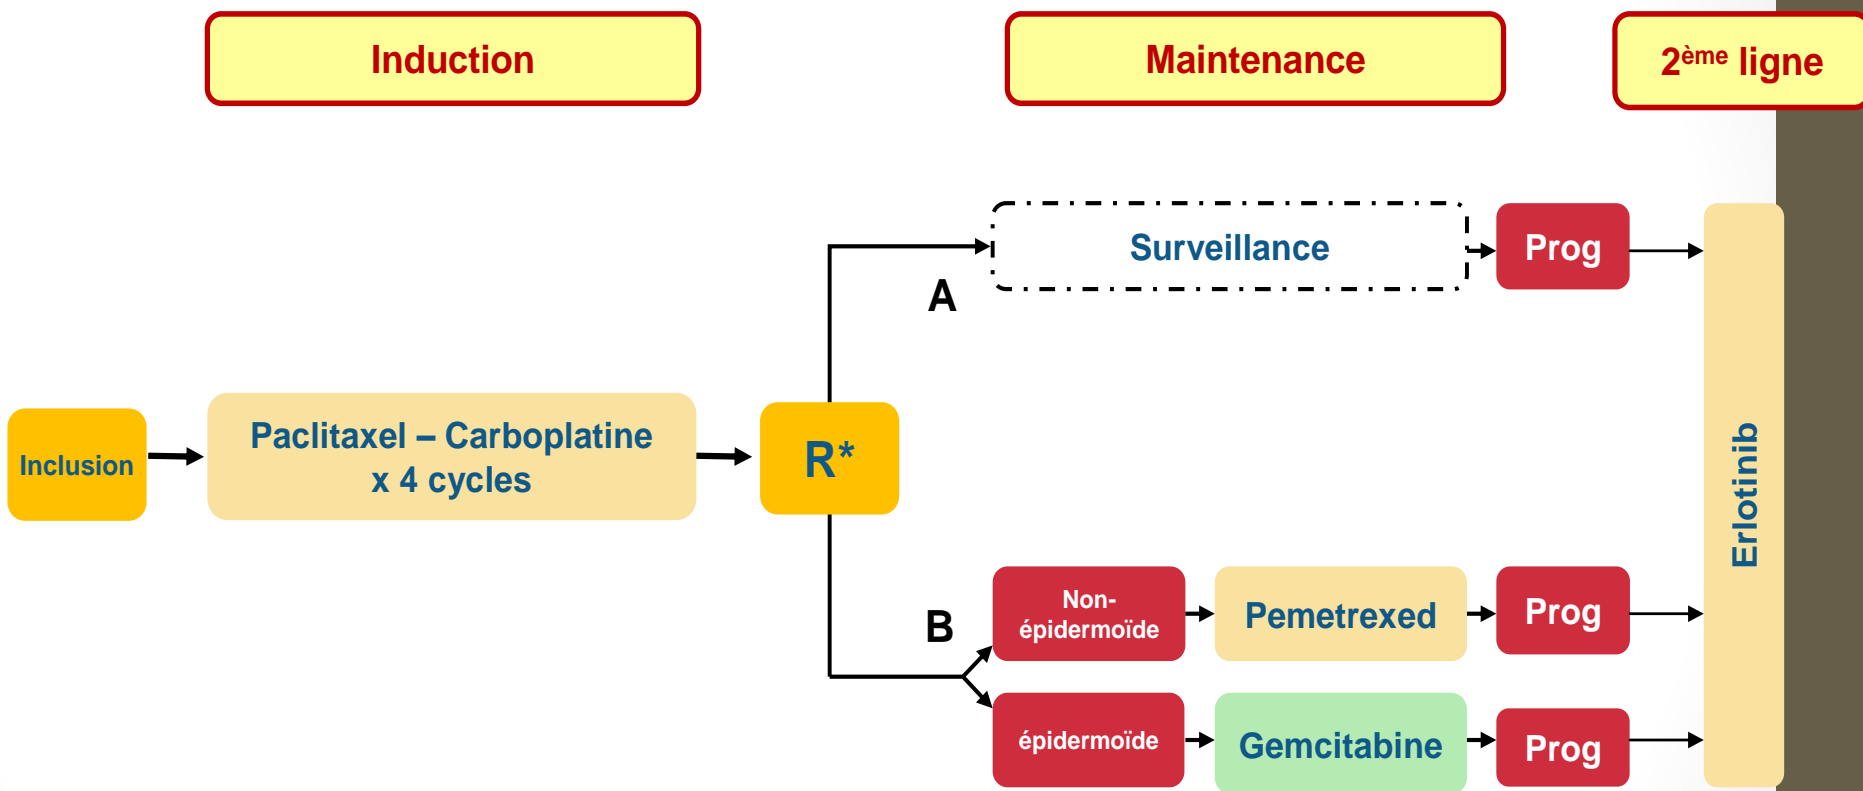 Induction
Maintenance
2ème ligne
Surveillance
Prog
A
Inclusion
Paclitaxel – Carboplatine
x 4 cycles
R*
Erlotinib
B
Non-
épidermoïde
Pemetrexed
Prog
épidermoïde
Gemcitabine
Prog